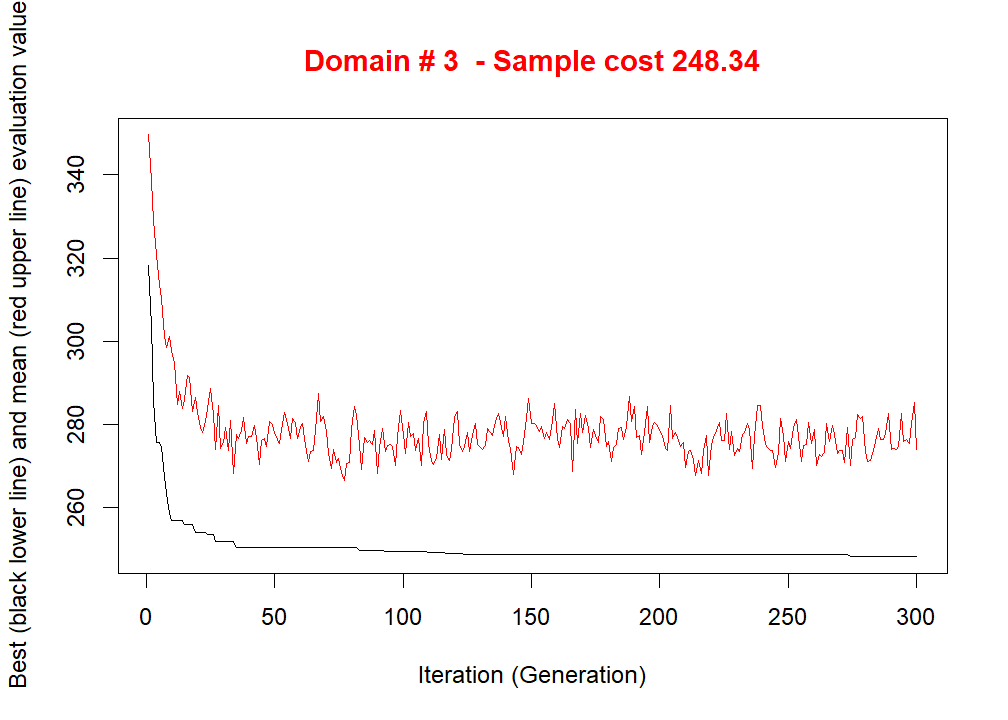 Domain # 3  - Sample cost 248.34
Best (black lower line) and mean (red upper line) evaluation value
340
320
300
280
260
0 50 100 150 200 250 300
Iteration (Generation)